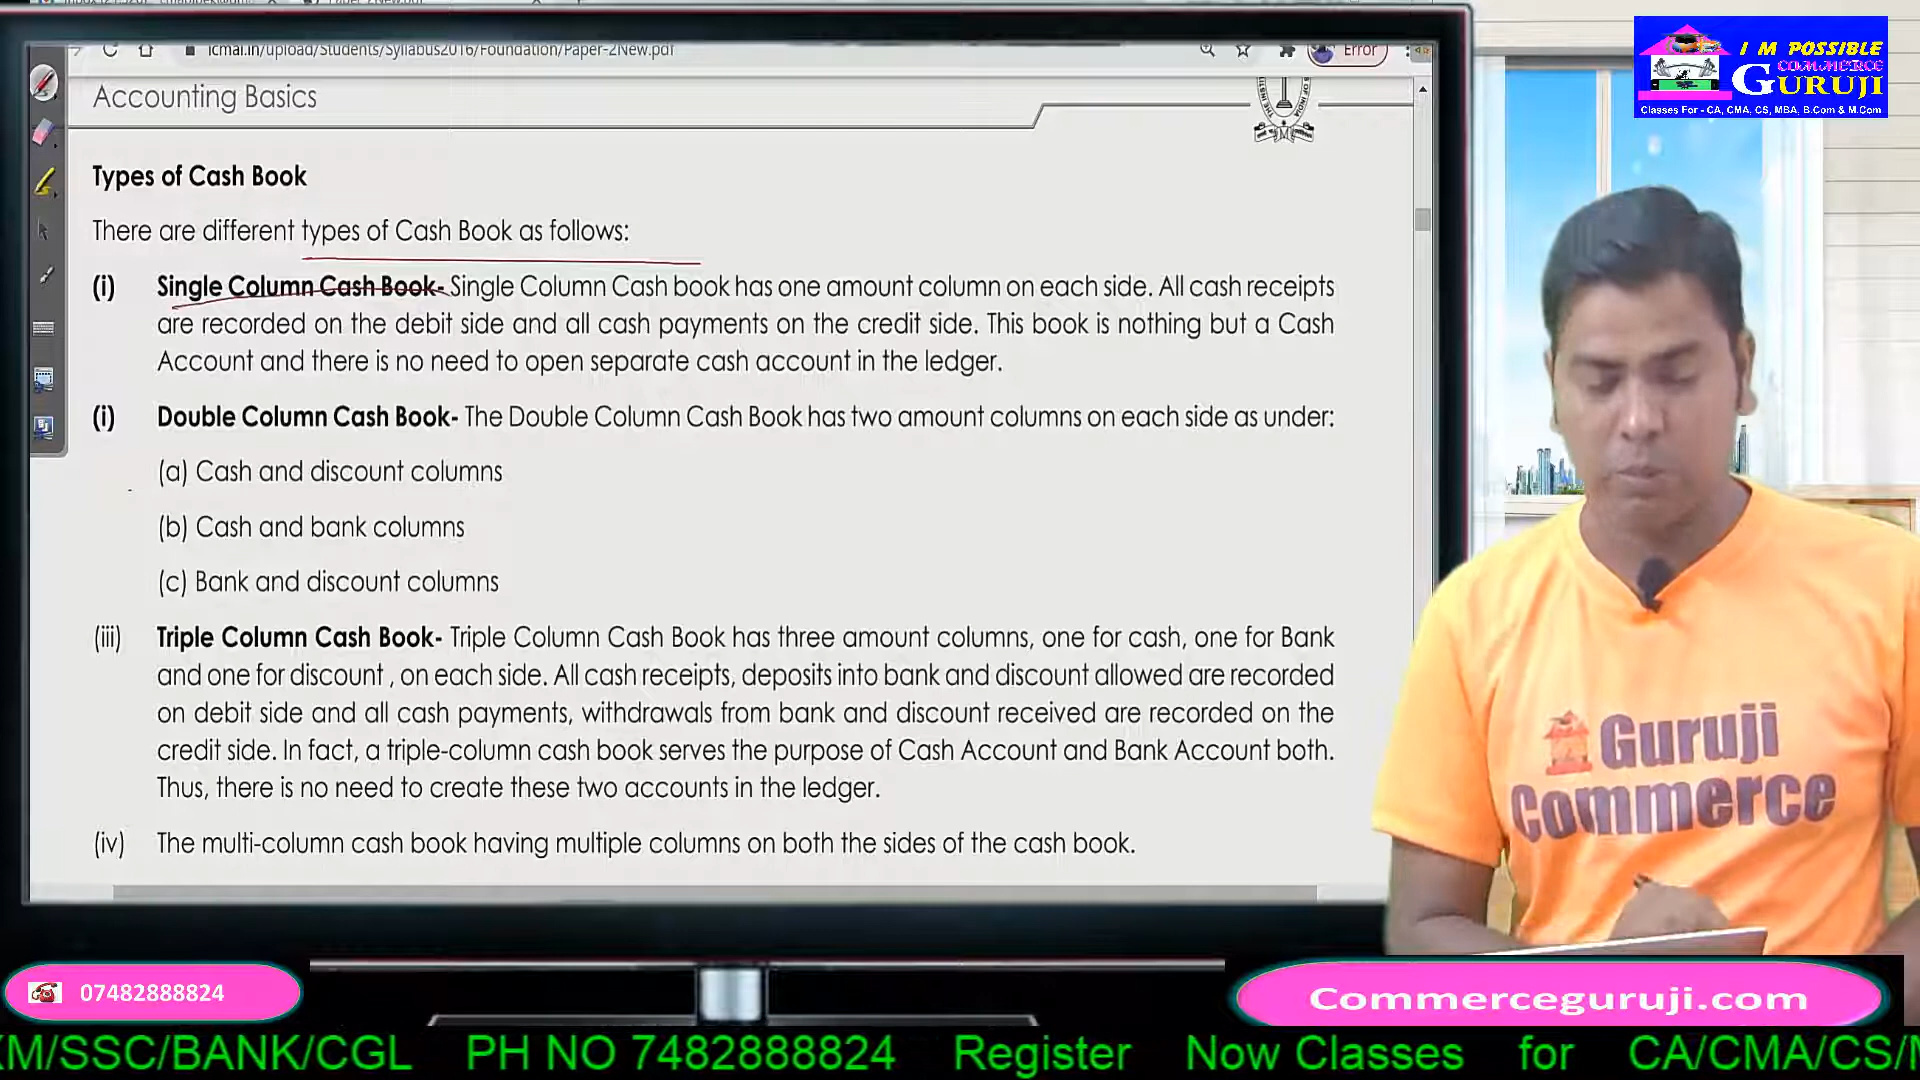 icmai.in/upload/Students/Syllabus2016/Foundation/Paper-2New.pdf
Error
Accounting Basics
Types of Cash Book
There are different types of Cash Book as follows:
(i) Single Column Cash Book- Single Column Cash book has one amount column on each side. All cash receipts
are recorded on the debit side and all cash payments on the credit side. This book is nothing but a Cash
Account and there is no need to open separate cash account in the ledger.
(i) Double Column Cash Book- The Double Column Cash Book has two amount columns on each side as under:
(a) Cash and discount columns
(b) Cash and bank columns
(c) Bank and discount columns
(iii) Triple Column Cash Book- Triple Column Cash Book has three amount columns, one for cash, one for Bank
and one for discount , on each side. All cash receipts, deposits into bank and discount allowed are recorded
on debit side and all cash payments, withdrawals from bank and discount received are recorded on the
credit side. In fact, a triple-column cash book serves the purpose of Cash Account and Bank Account both.
Thus, there is no need to create these two accounts in the ledger.
(iv) The multi-column cash book having multiple columns on both the sides of the cash book.
I M POSSIBLE
COMMERCE
GURUJI
Classes For - CA, CMA, CS, MBA, B.Com & M.Com
Guruji
Commerce
07482888824
Commerceguruji.com
KM/SSC/BANK/CGL PH NO 7482888824 Register Now Classes for CA/CMA/CS/M